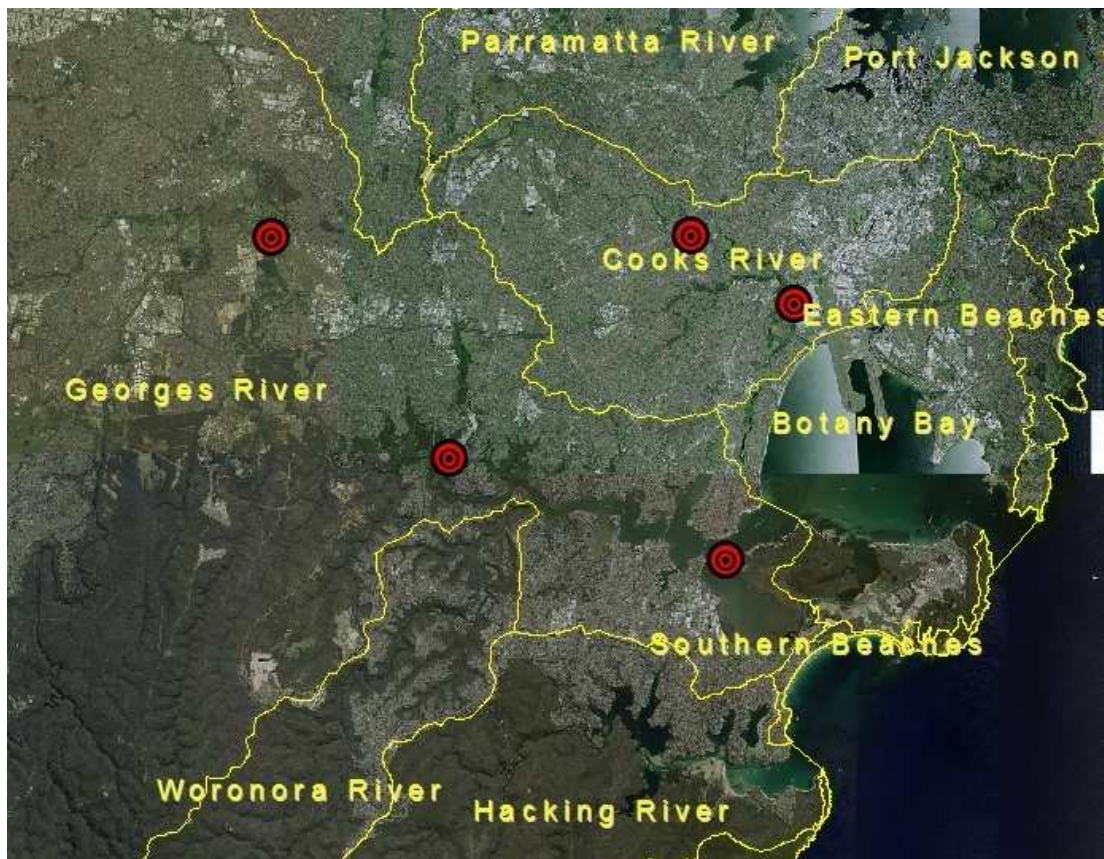 Parramatta River
Port Jackson
Cooks River
Eastern Beaches
Georges River
Botany Bay
Southern Beaches
Woronora River
Hacking River